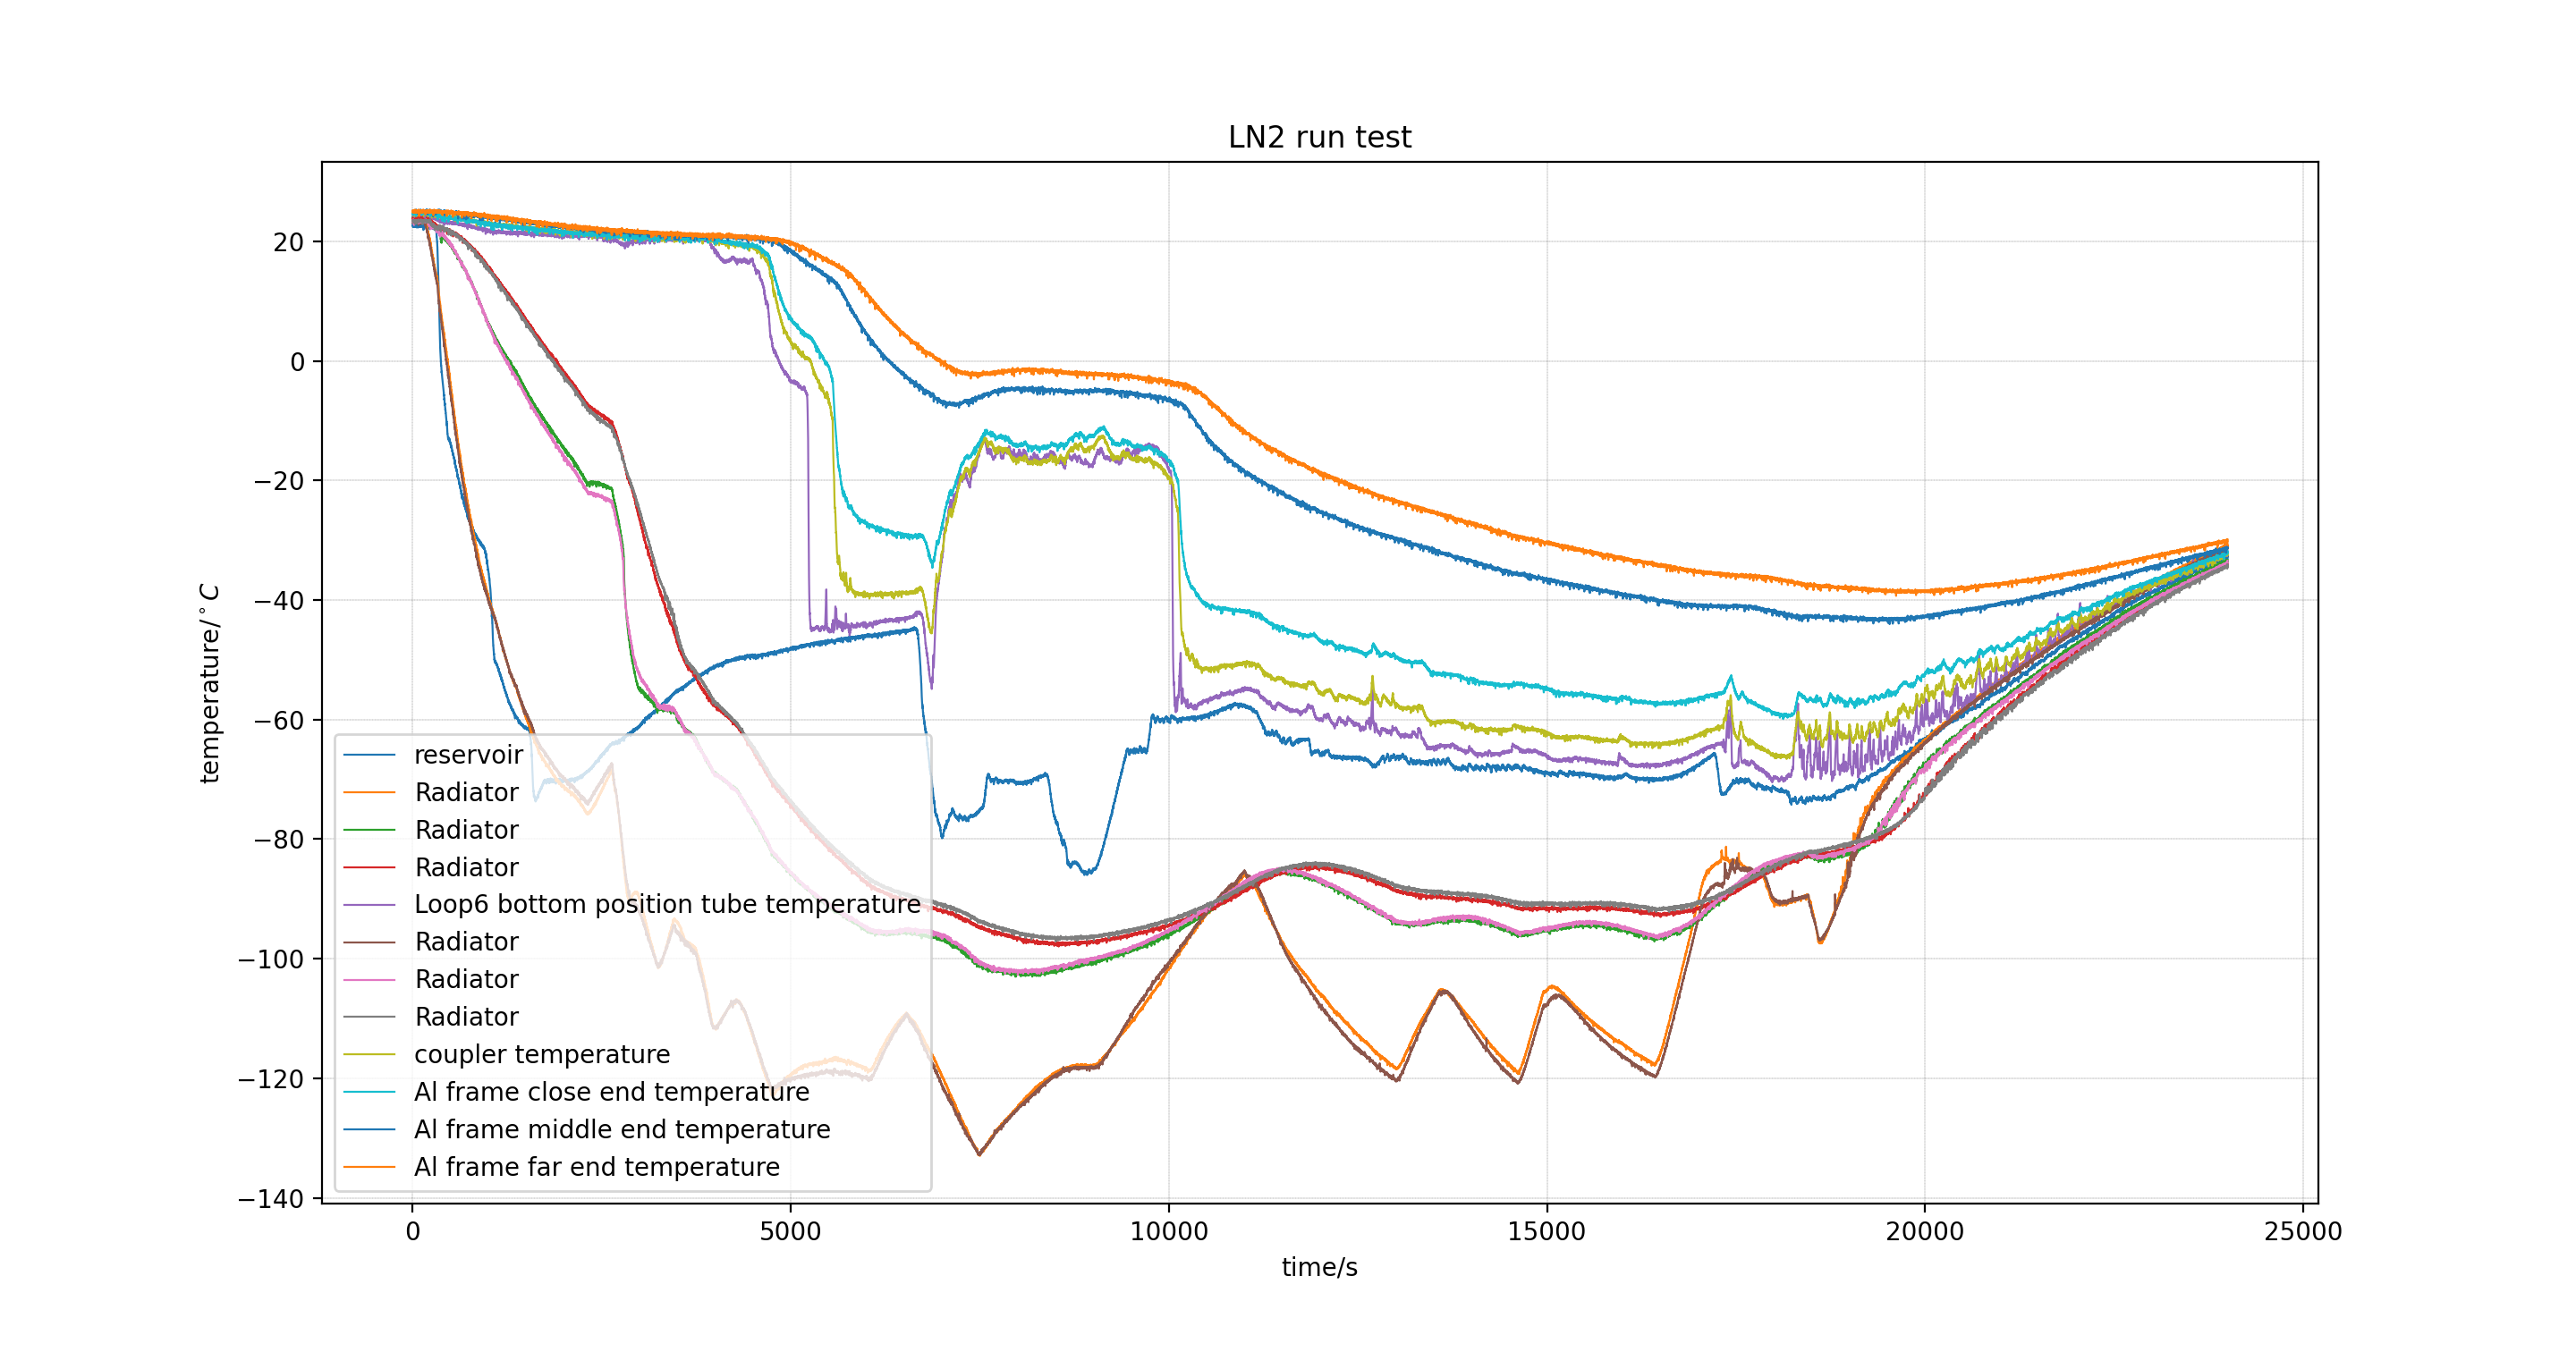 LN2 run test
temperature/°C
20
0
−20
−40
−60
−80
−100
−120
−140
reservoir
Radiator
Radiator
Radiator
Loop6 bottom position tube temperature
Radiator
Radiator
Radiator
coupler temperature
Al frame close end temperature
Al frame middle end temperature
Al frame far end temperature
0 5000 10000 15000 20000 25000
time/s